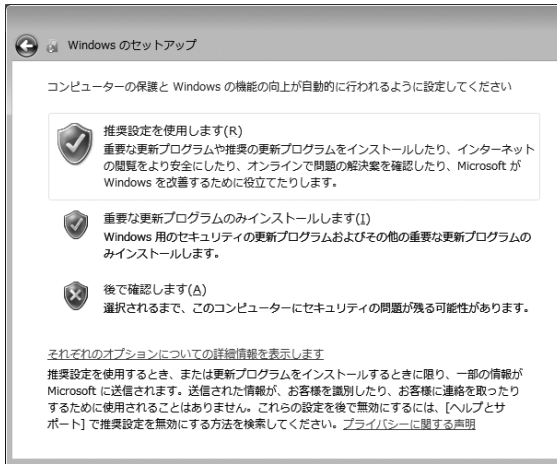 Windows のセットアップ
コンピューターの保護と Windows の機能の向上が自動的に行われるように設定してください
推奨設定を使用します(R)
重要な更新プログラムや推奨の更新プログラムをインストールしたり、インターネット
の閲覧をより安全にしたり、オンラインで問題の解決案を確認したり、Microsoft が
Windows を改善するために役立てたりします。
重要な更新プログラムのみインストールします(I)
Windows 用のセキュリティの更新プログラムおよびその他の重要な更新プログラムの
みインストールします。
後で確認します(A)
選択されるまで、このコンピューターにセキュリティの問題が残る可能性があります。
それぞれのオプションについての詳細情報を表示します
推奨設定を使用するとき、または更新プログラムをインストールするときに限り、一部の情報が
Microsoft に送信されます。送信された情報が、お客様を識別したり、お客様に連絡を取ったり
するために使用されることはありません。これらの設定を後で無効にするには、[ヘルプとサ
ポート] で推奨設定を無効にする方法を検索してください。プライバシーに関する声明